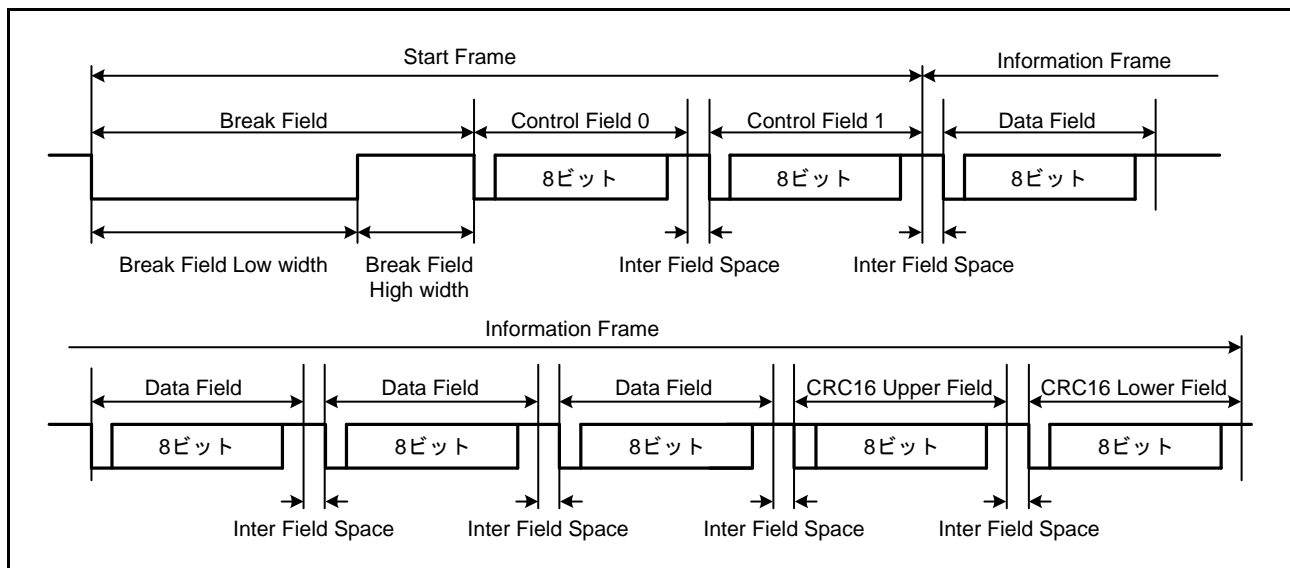 Start Frame
Information Frame
Break Field
Control Field 0
Control Field 1
Data Field
8ビット
8ビット
8ビット
Break Field Low width
Break Field
High width
Inter Field Space
Inter Field Space
Information Frame
Data Field
Data Field
Data Field
CRC16 Upper Field
CRC16 Lower Field
8ビット
8ビット
8ビット
8ビット
8ビット
Inter Field Space
Inter Field Space
Inter Field Space
Inter Field Space